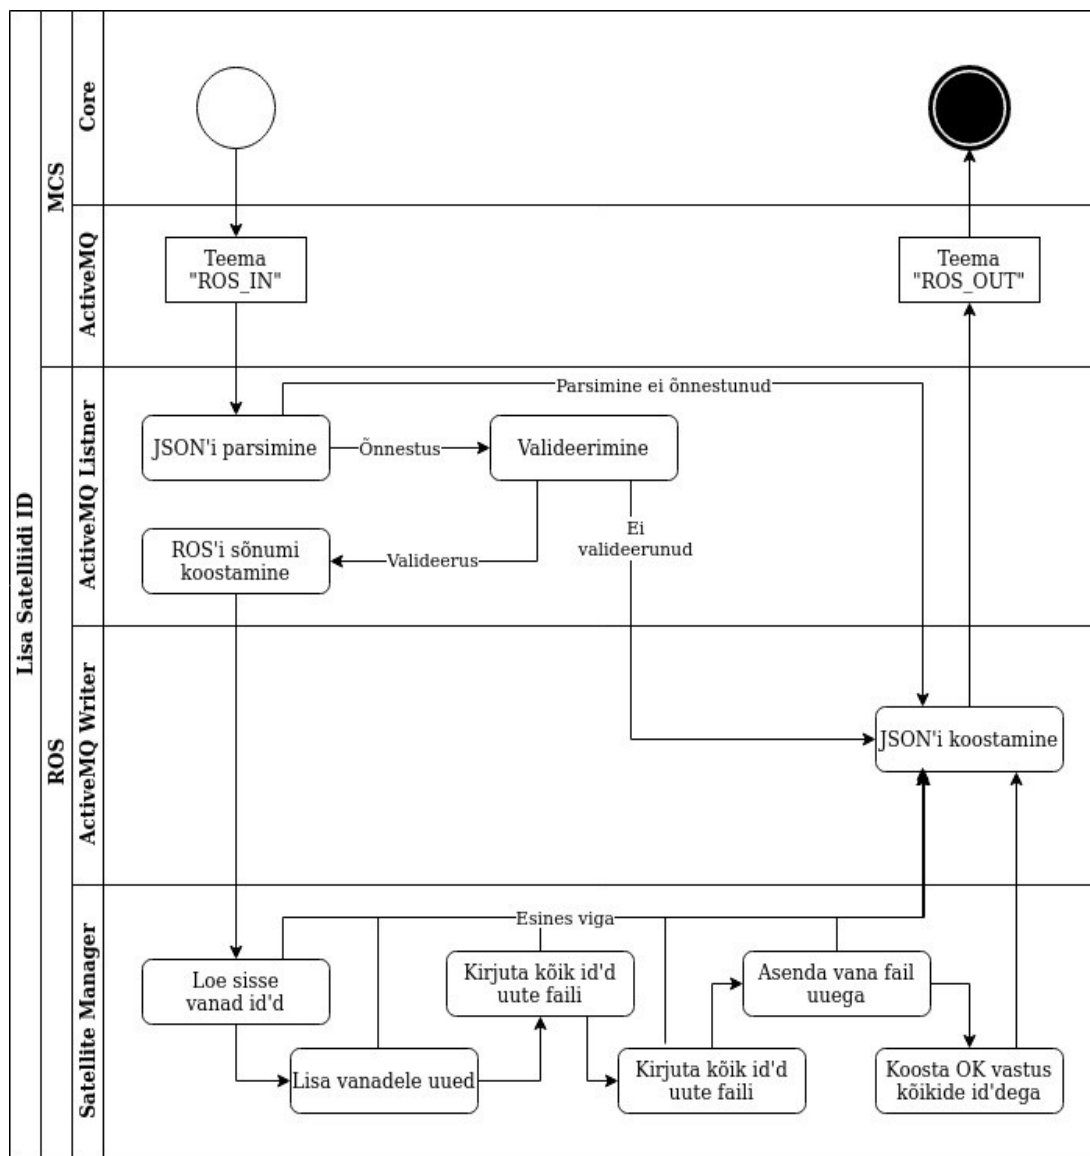 Lisa Satelliidi ID
MCS
Core
ActiveMQ
Teema
"ROS_IN"
Teema
"ROS_OUT"
ROS
ActiveMQ Listner
Parsimine ei õnnestunud
JSON'i parsimine
Õnnestus
Valideerimine
Ei
valideerunud
ROS'i sõnumi
koostamine
Valideerus
ActiveMQ Writer
JSON'i koostamine
Satellite Manager
Esines viga
Loe sisse
vanad id'd
Kirjuta kõik id'd
uute faili
Asenda vana fail
uuega
Lisa vanadele uued
Kirjuta kõik id'd
uute faili
Koosta OK vastus
kõikide id'dega